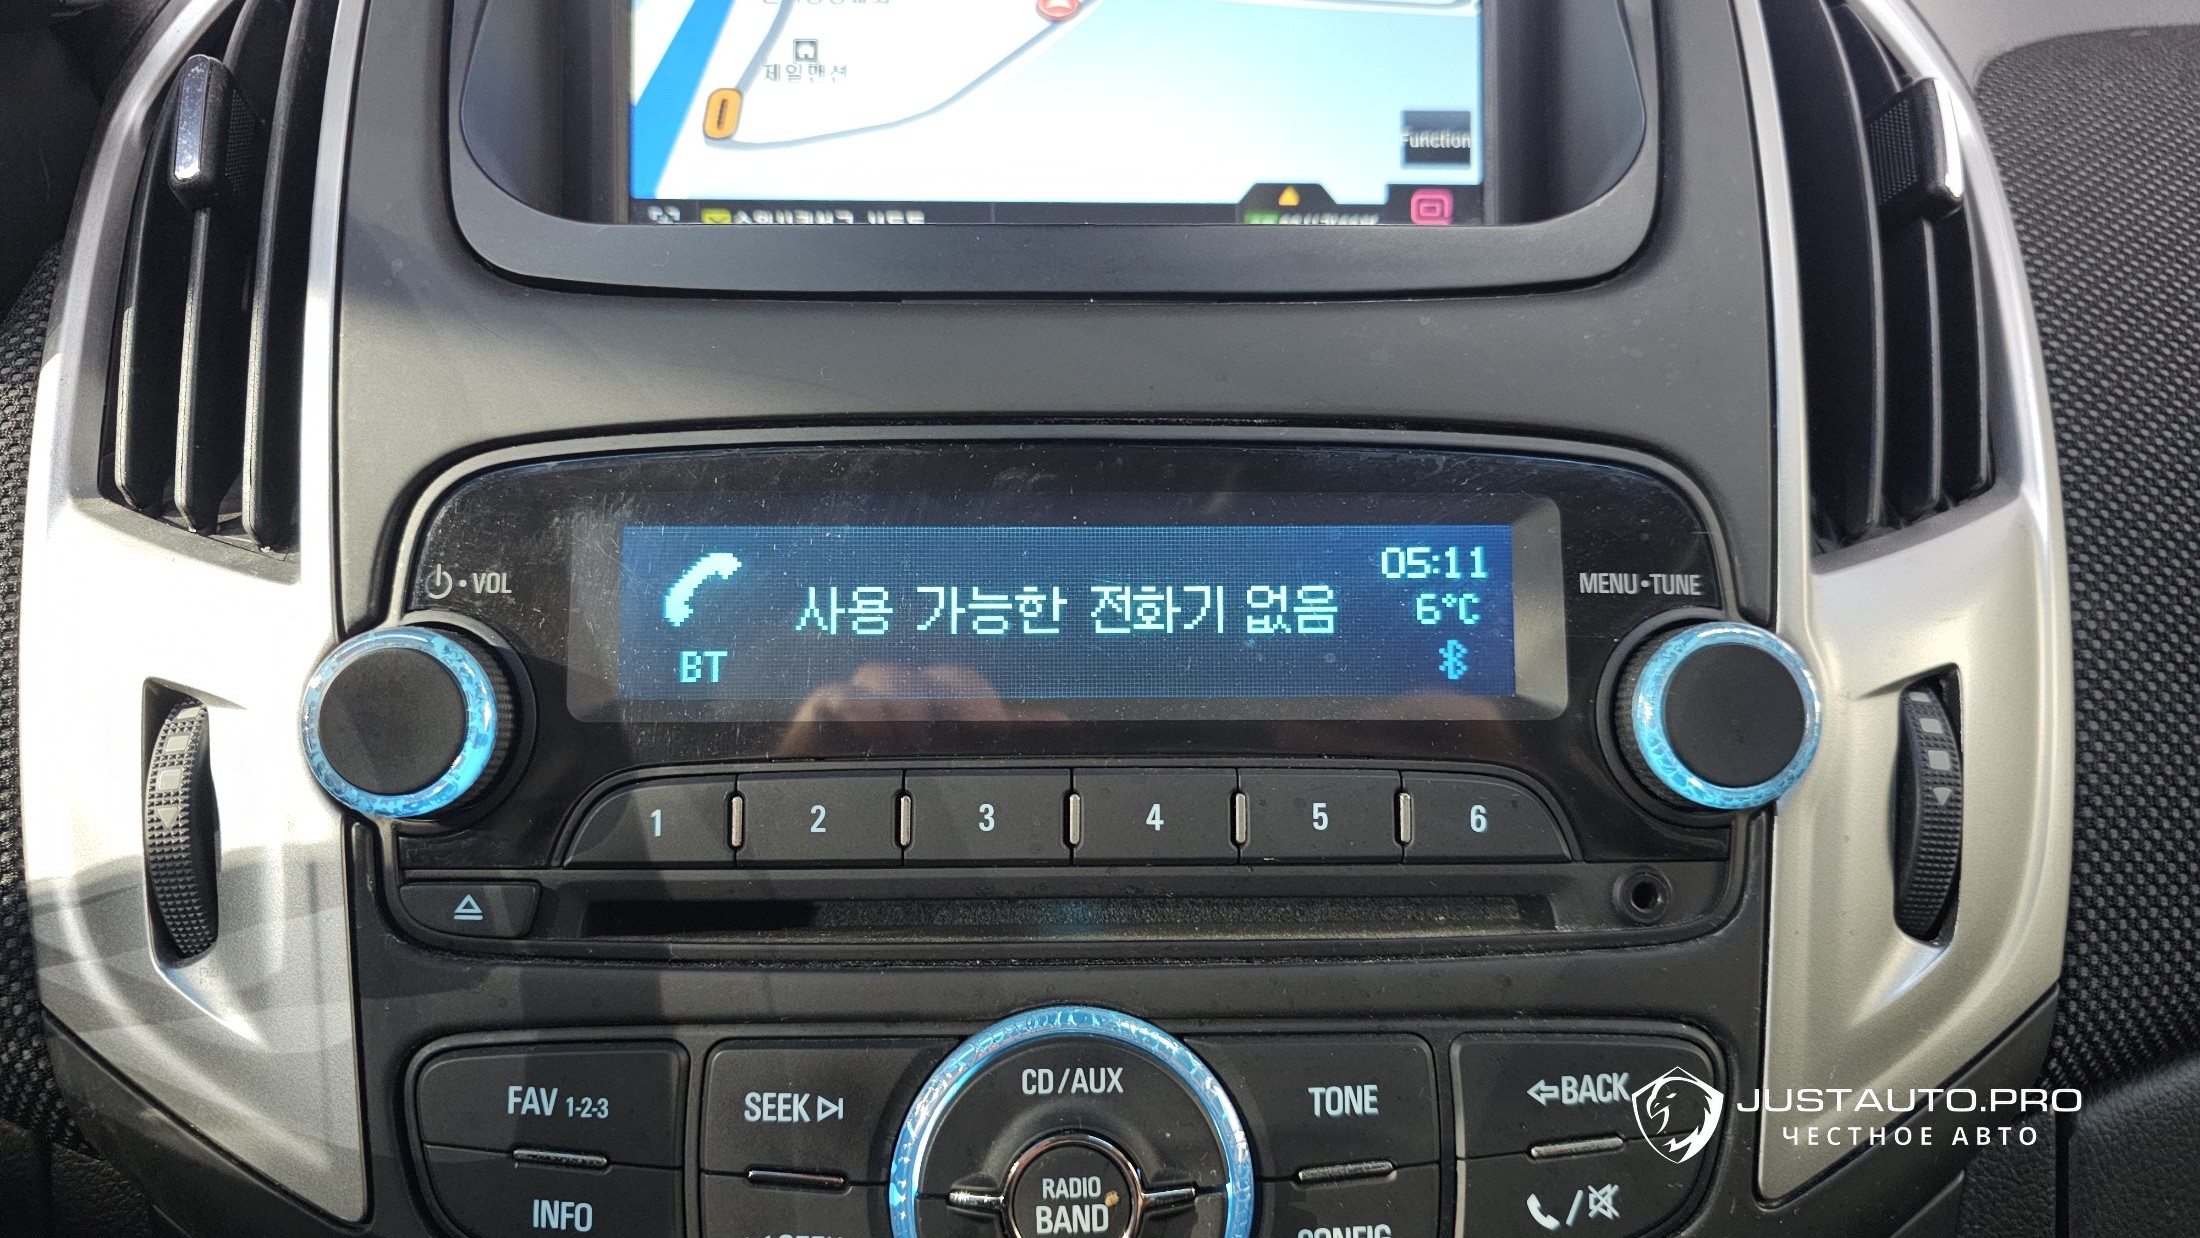 제일맨션
0
Function
VOL
MENU•TUNE
사용 가능한 전화기 없음
05:11
6°C
BT
1 2 3 4 5 6
FAV 1-2-3
SEEK
CD/AUX
TONE
BACK
INFO
RADIO
BAND
CONFIG
JUSTAUTO.PRO
ЧЕСТНОЕ АВТО